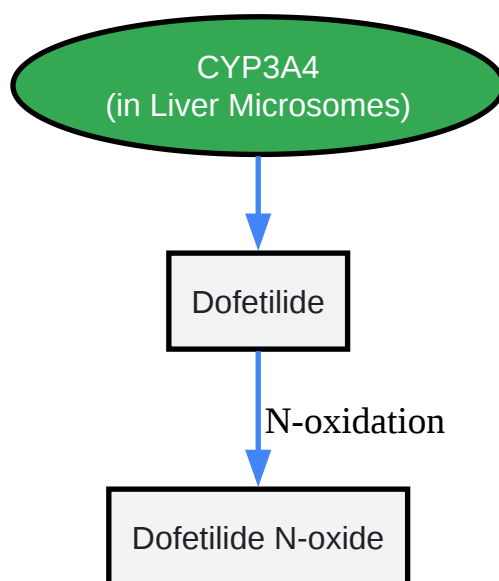 CYP3A4
(in Liver Microsomes)
Dofetilide
N-oxidation
Dofetilide N-oxide